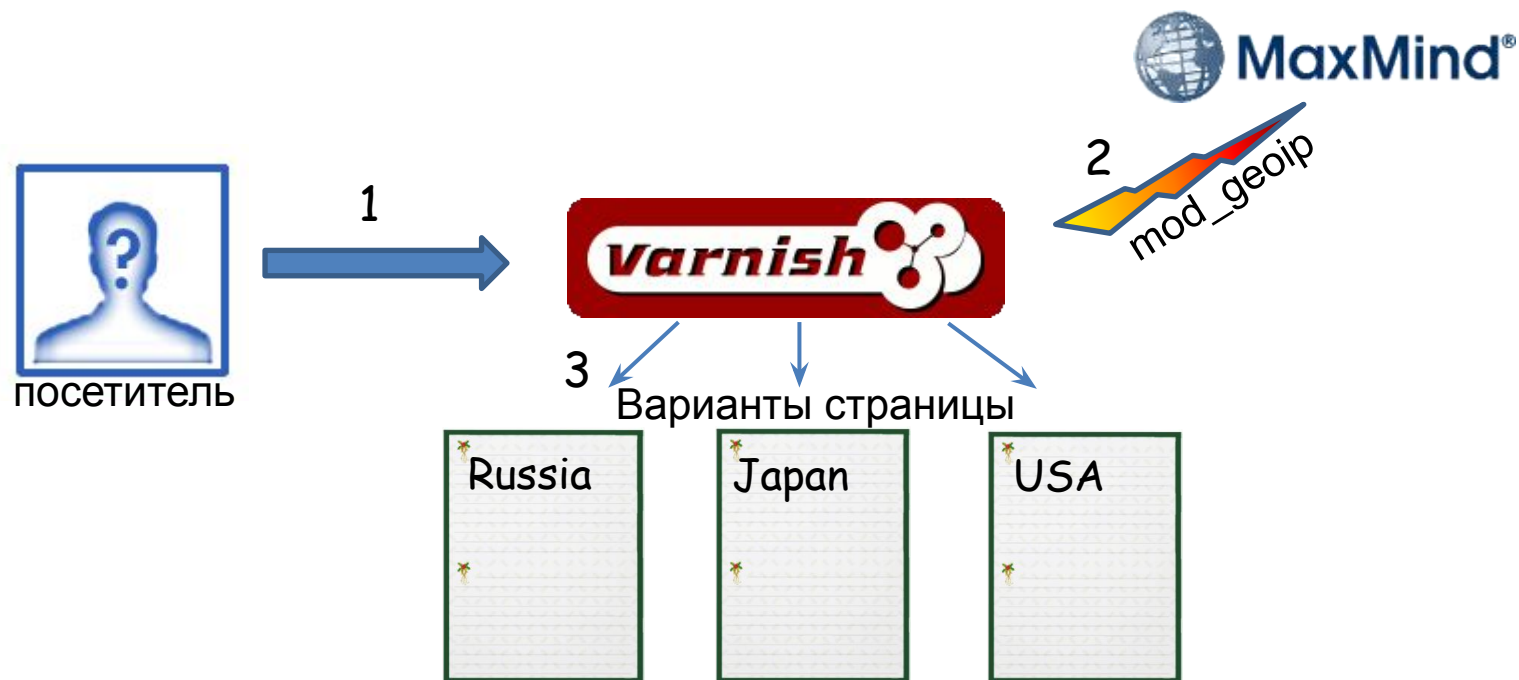 MaxMind®
2
mod_geoip
1
?
varnish
посетитель
3
Варианты страницы
Russia
Japan
USA